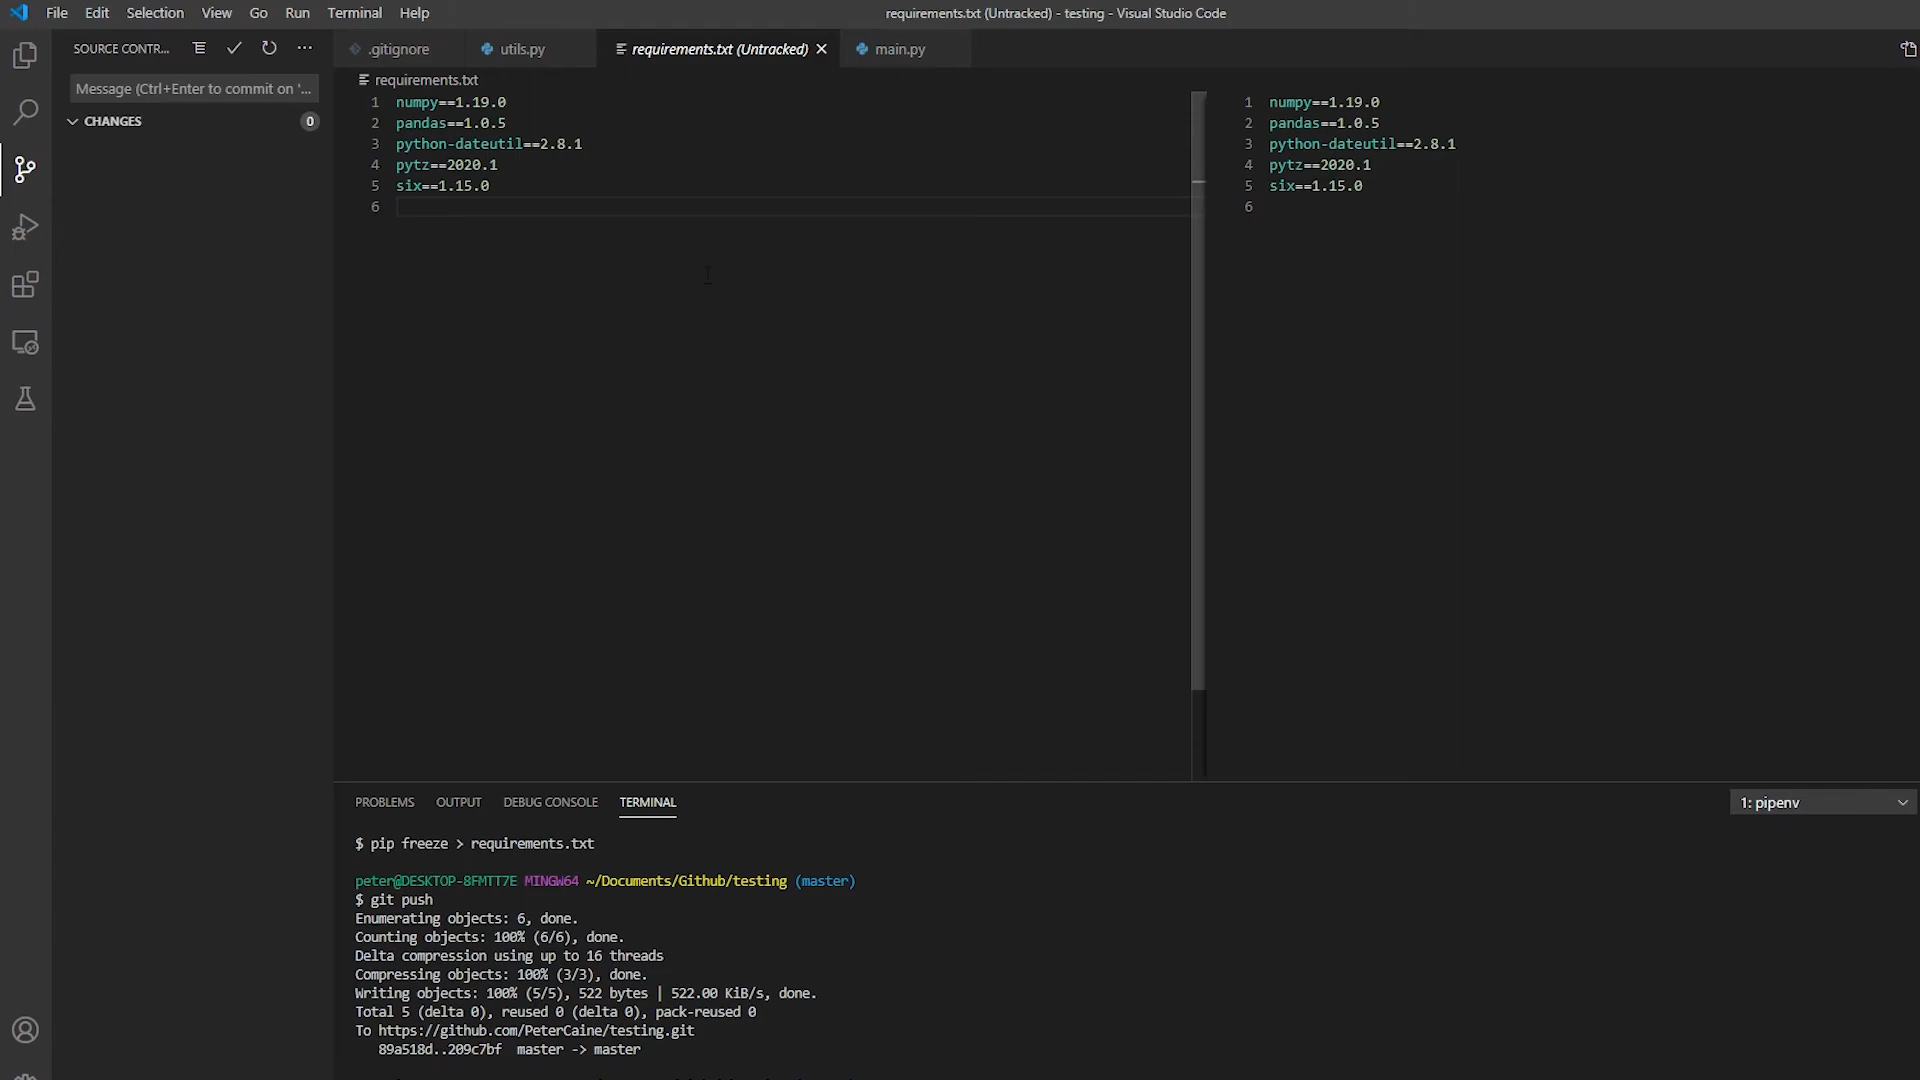 File Edit Selection View Go Run Terminal Help
requirements.txt (Untracked) - testing - Visual Studio Code
SOURCE CONTR...
.gitignore
utils.py
requirements.txt (Untracked)
main.py
Message (Ctrl+Enter to commit on '...
CHANGES
0
requirements.txt
1 numpy==1.19.0
2 pandas==1.0.5
3 python-dateutil==2.8.1
4 pytz==2020.1
5 six==1.15.0
6
1 numpy==1.19.0
2 pandas==1.0.5
3 python-dateutil==2.8.1
4 pytz==2020.1
5 six==1.15.0
6
PROBLEMS OUTPUT DEBUG CONSOLE TERMINAL
1: pipenv
$ pip freeze > requirements.txt
peter@DESKTOP-8FMTT7E MINGW64 ~/Documents/Github/testing (master)
$ git push
Enumerating objects: 6, done.
Counting objects: 100% (6/6), done.
Delta compression using up to 16 threads
Compressing objects: 100% (3/3), done.
Writing objects: 100% (5/5), 522 bytes | 522.00 KiB/s, done.
Total 5 (delta 0), reused 0 (delta 0), pack-reused 0
To https://github.com/PeterCaine/testing.git
89a518d..209c7bf master -> master